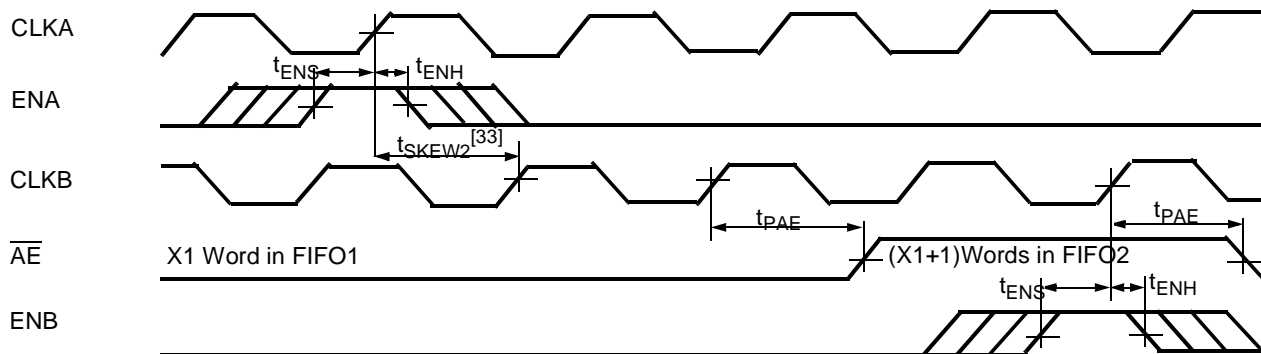 CLKA
tENS tENH
ENA
tSKEW2[33]
CLKB
tPAE tPAE
AE X1 Word in FIFO1 (X1+1)Words in FIFO2
tENS tENH
ENB